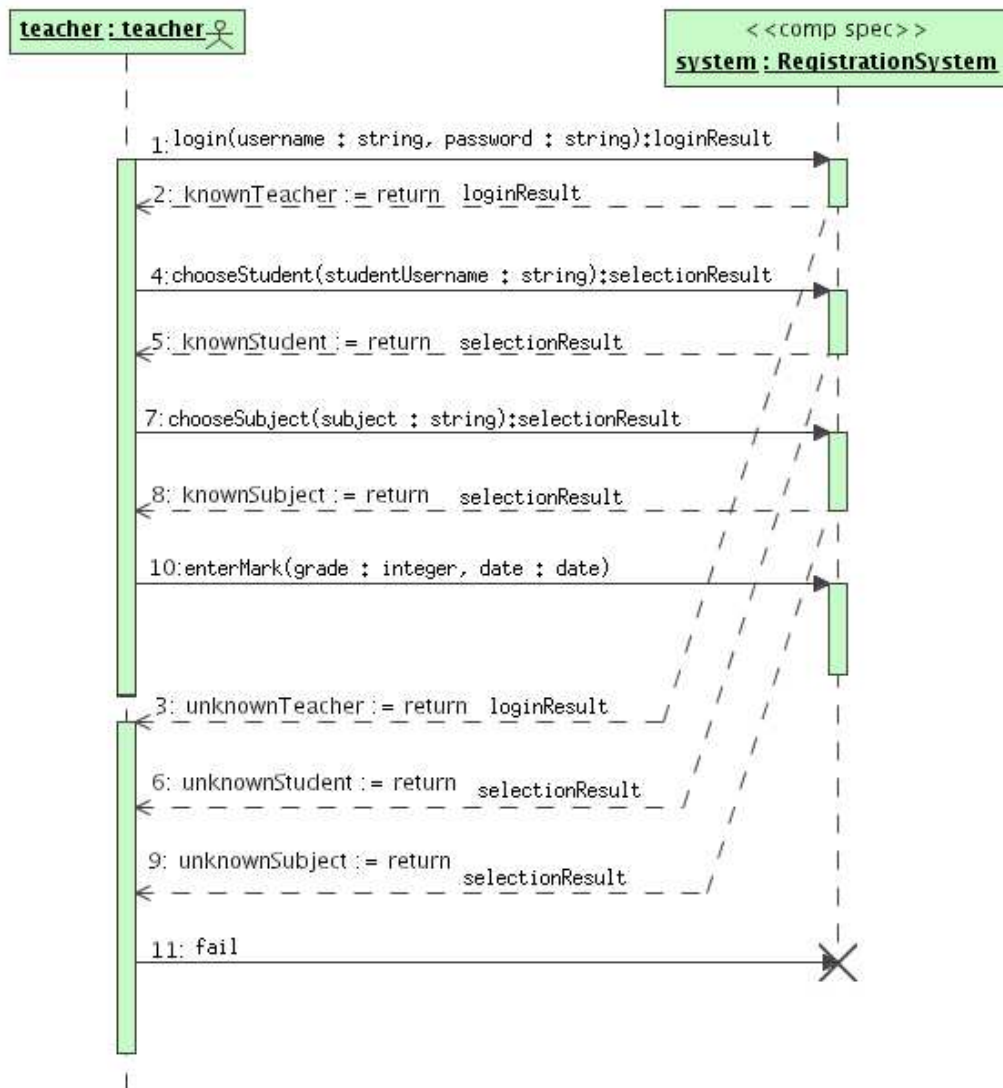 teacher : teacher
<<comp spec>>
system : RegistrationSystem
1: login(username : string, password : string):loginResult
2: knownTeacher := return loginResult
4: chooseStudent(studentUsername : string):selectionResult
5: knownStudent := return selectionResult
7: chooseSubject(subject : string):selectionResult
8: knownSubject := return selectionResult
10: enterMark(grade : integer, date : date)
3: unknownTeacher := return loginResult
6: unknownStudent := return selectionResult
9: unknownSubject := return selectionResult
11: fail